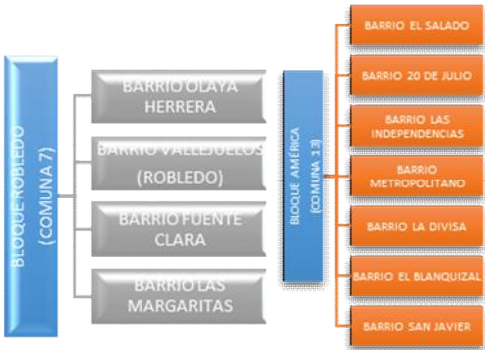 BLOQUE ROBLEDO
(COMUNA 7)
BARRIO OLAYA
HERRERA
BARRIO VALLEJUELOS
(ROBLEDO)
BARRIO FUENTE
CLARA
BARRIO LAS
MARGARITAS
BLOQUE AMÉRICA
(COMUNA 13)
BARRIO EL SALADO
BARRIO 20 DE JULIO
BARRIO LAS
INDEPENDENCIAS
BARRIO
METROPOLITANO
BARRIO LA DIVISA
BARRIO EL BLANQUIZAL
BARRIO SAN JAVIER